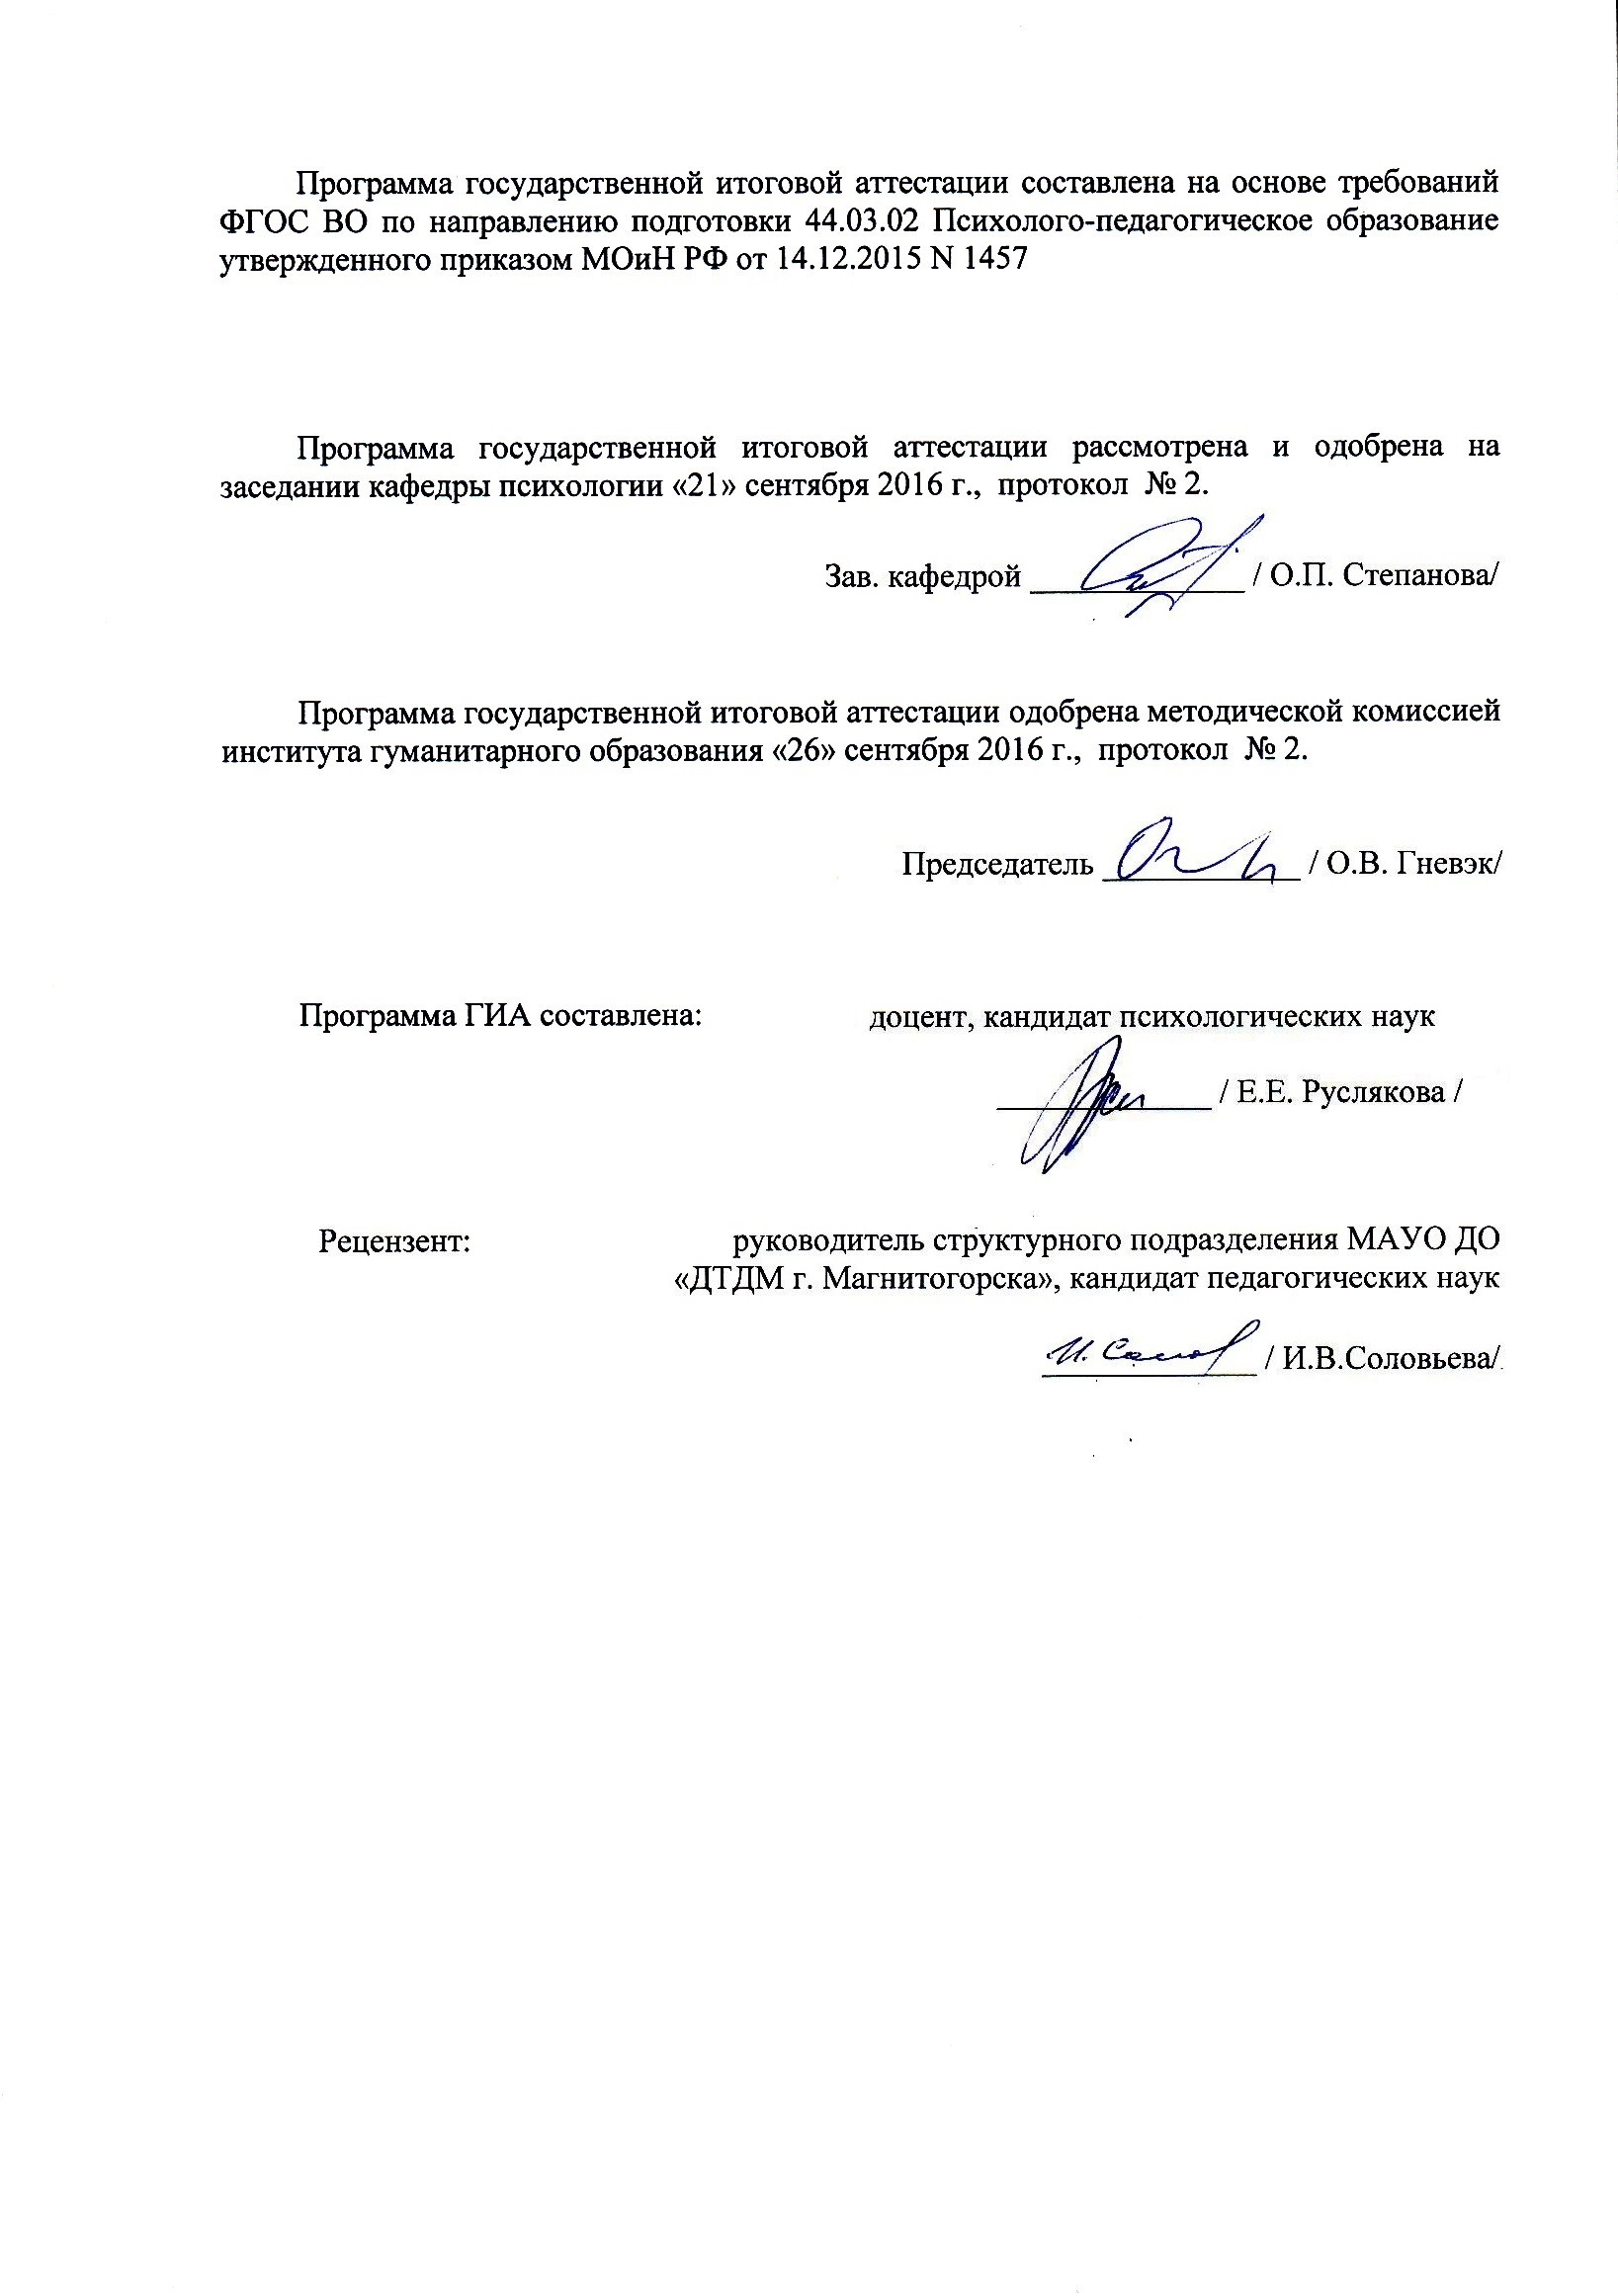 Программа государственной итоговой аттестации составлена на основе требований
ФГОС ВО по направлению подготовки 44.03.02 Психолого-педагогическое образование
утвержденного приказом МОиН РФ от 14.12.2015 N 1457
Программа государственной итоговой аттестации рассмотрена и одобрена на
заседании кафедры психологии «21» сентября 2016 г., протокол № 2.
Зав. кафедрой / О.П. Степанова/
Программа государственной итоговой аттестации одобрена методической комиссией
института гуманитарного образования «26» сентября 2016 г., протокол № 2.
Председатель / О.В. Гневэк/
Программа ГИА составлена: доцент, кандидат психологических наук
/ Е.Е. Руслякова /
Рецензент: руководитель структурного подразделения МАУО ДО
«ДТДМ г. Магнитогорска», кандидат педагогических наук
/ И.В.Соловьева/